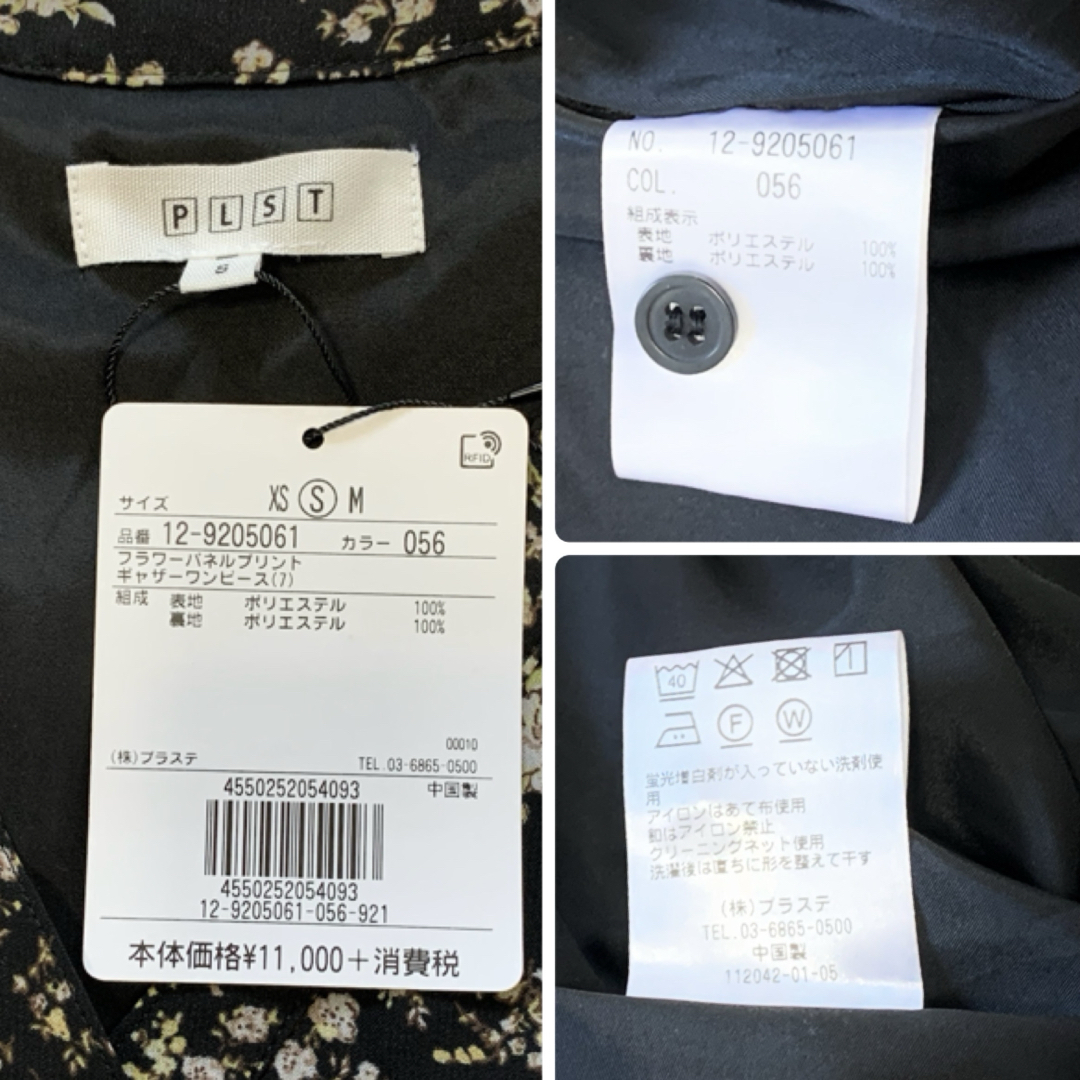 PLST
S
RFID
サイズ XS S M
品番 12-9205061 カラー 056
フラワーパネルプリント
ギャザーワンピース(7)
組成 表地 ポリエステル 100%
裏地 ポリエステル 100%
00010
(株)プラステ TEL.03-6865-0500
4550252054093 中国製
4550252054093
12-9205061-056-921
本体価格¥11,000+消費税
NO. 12-9205061
COL. 056
組成表示
表地 ポリエステル 100%
裏地 ポリエステル 100%
40
F W
蛍光増白剤が入っていない洗剤使
用
アイロンはあて布使用
釦はアイロン禁止
クリーニングネット使用
洗濯後は直ちに形を整えて干す
(株)プラステ
TEL.03-6865-0500
中国製
112042-01-05